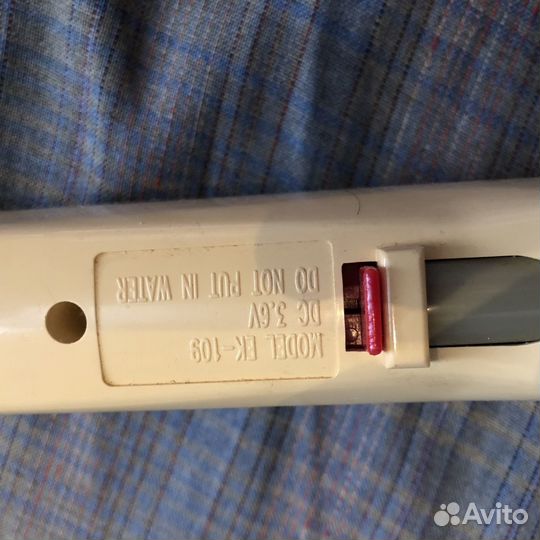 MODEL EK-109
DC 3.6V
DO NOT PUT IN WATER
Avito